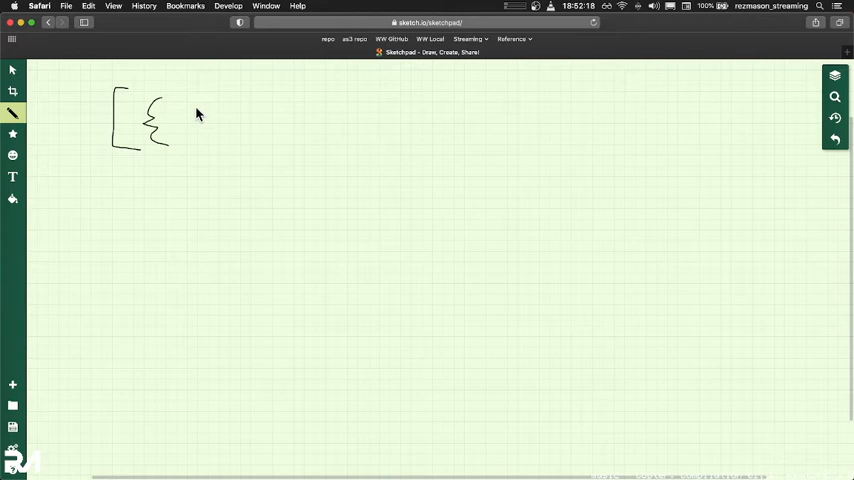 Safari File Edit View History Bookmarks Develop Window Help 18:52:18 100% rezmason_streaming
sketch.io/sketchpad/
repo as3 repo WW GitHub WW Local Streaming Reference
Sketchpad - Draw, Create, Share!
[ {
T
RM